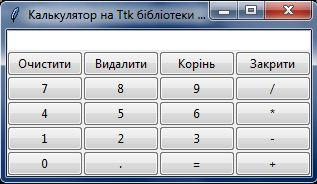 Калькулятор на Ttk бібліотеки ...
Очистити Видалити Корінь Закрити
7 8 9 /
4 5 6 *
1 2 3 -
0 . = +